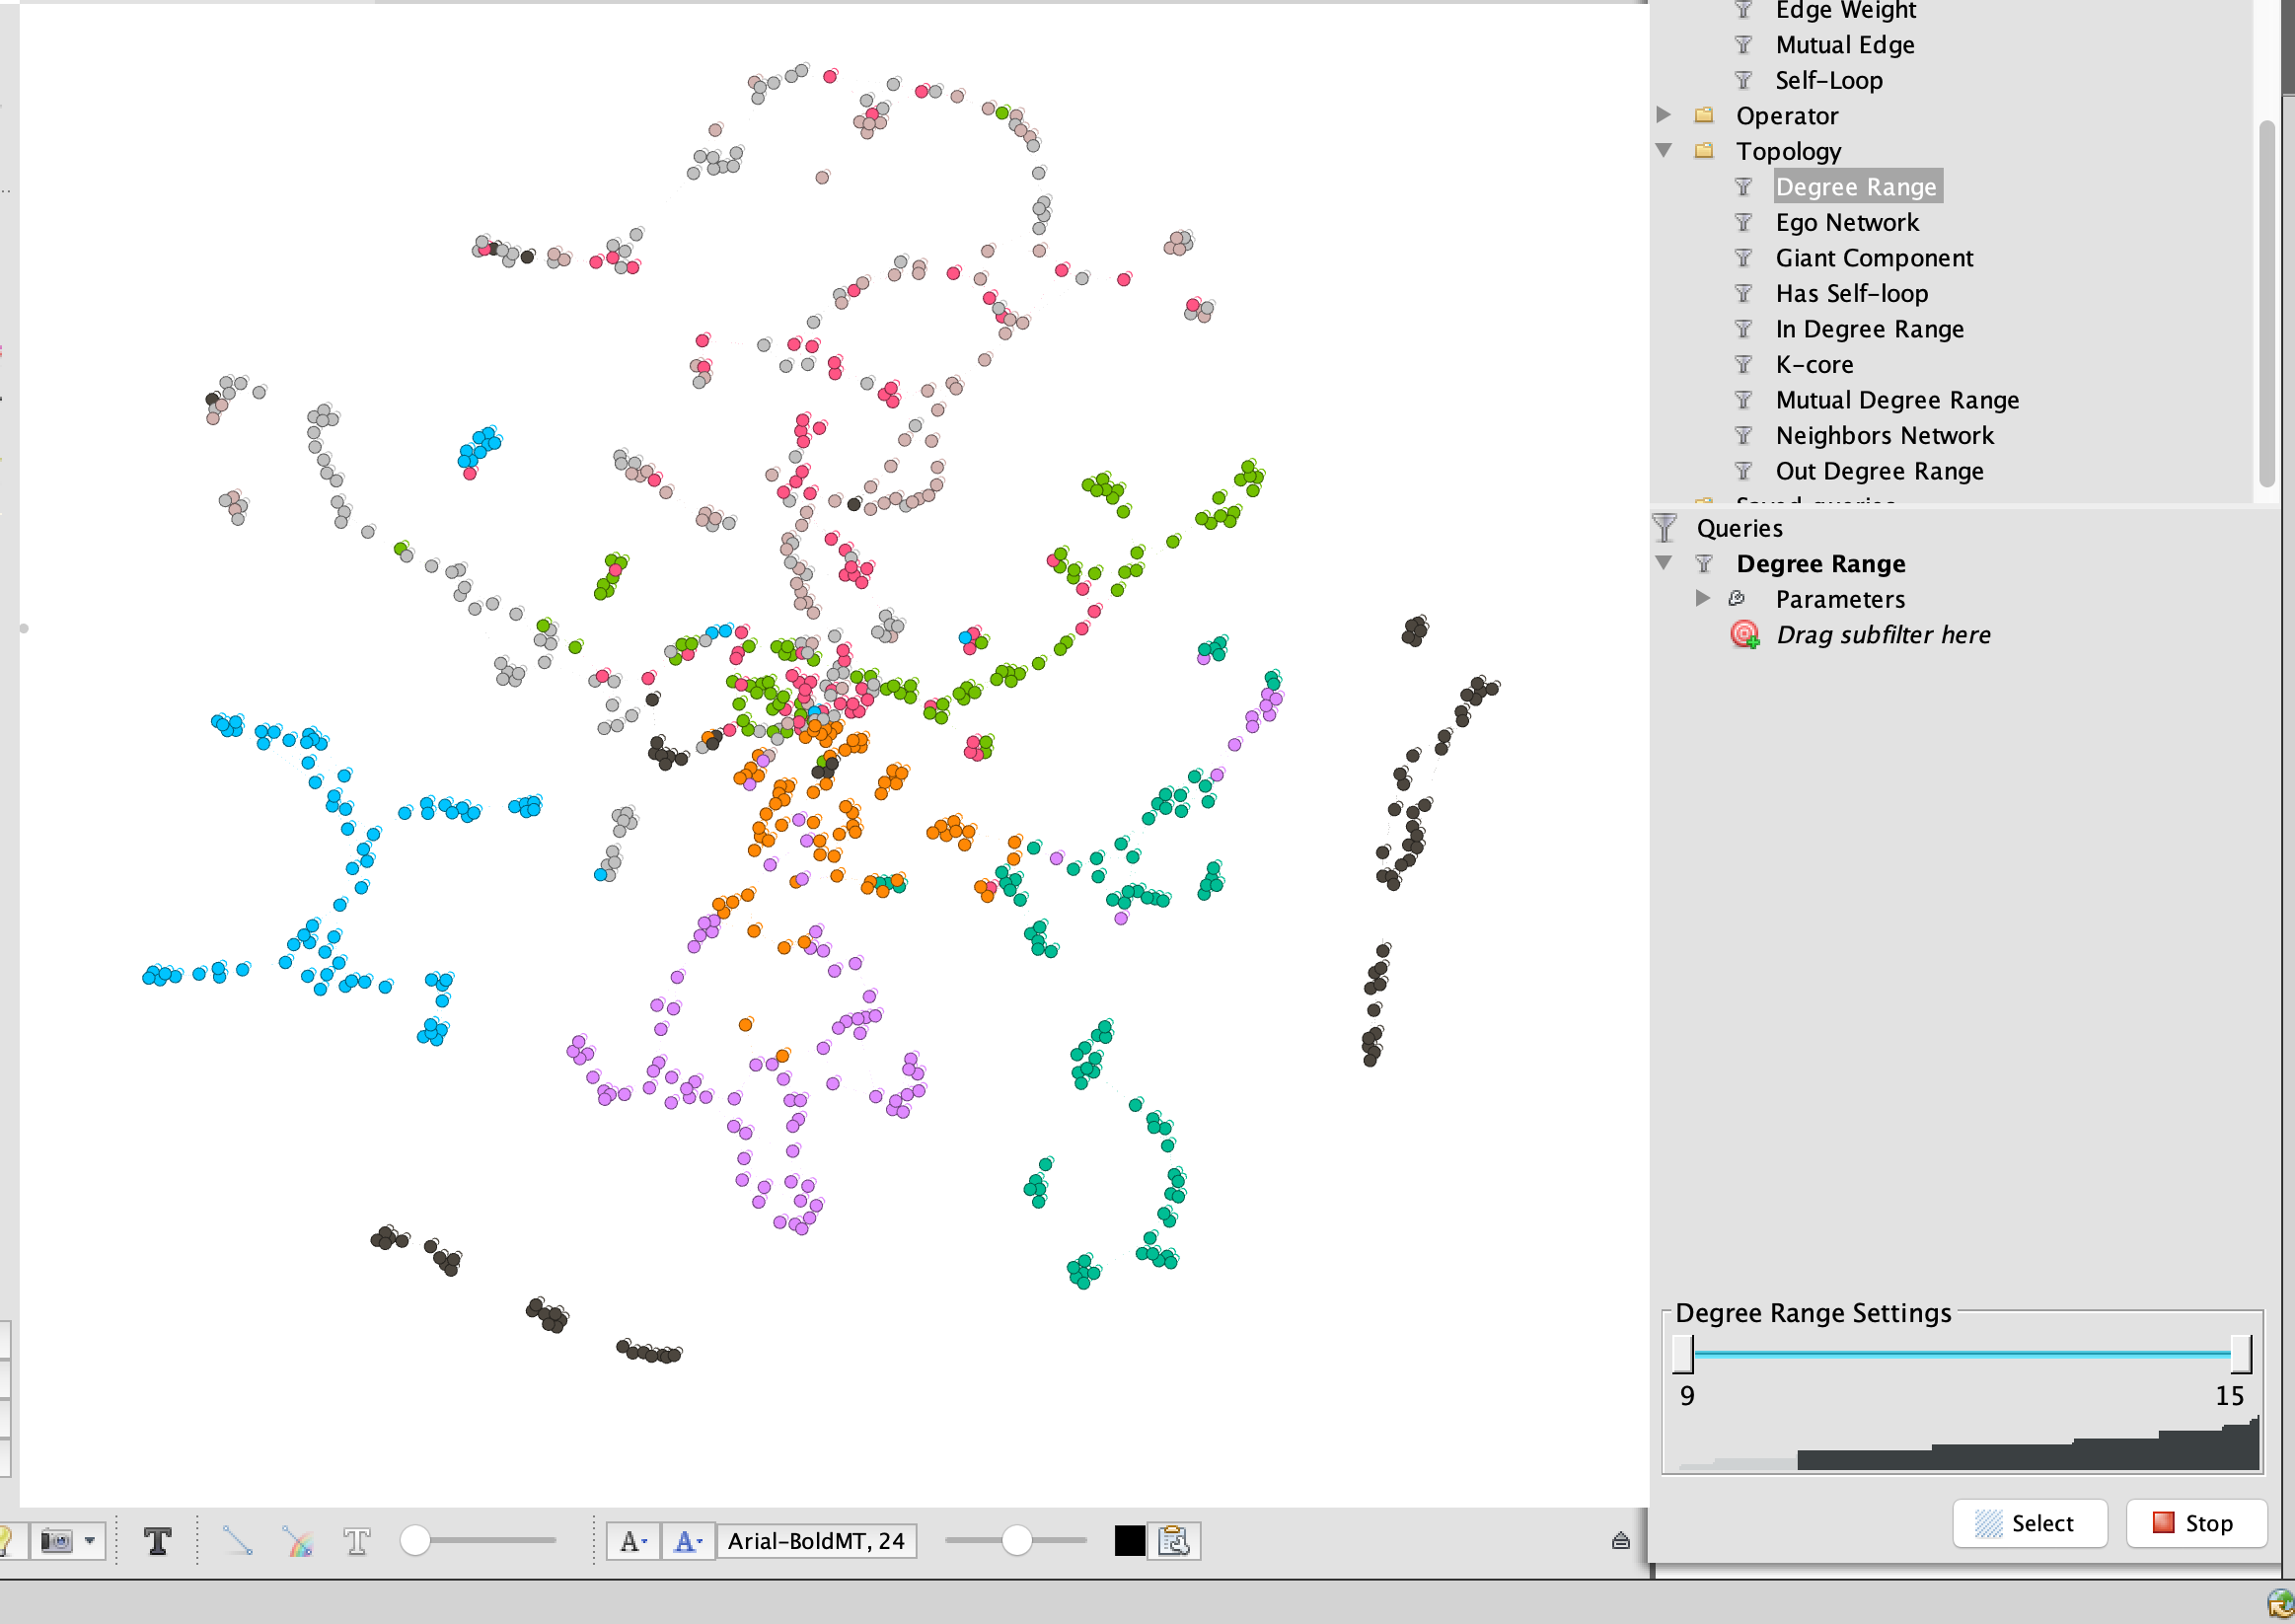 Edge Weight
Mutual Edge
Self-Loop
Operator
Topology
Degree Range
Ego Network
Giant Component
Has Self-loop
In Degree Range
K-core
Mutual Degree Range
Neighbors Network
Out Degree Range
Saved queries
Queries
Degree Range
Parameters
Drag subfilter here
Degree Range Settings
9
15
Select
Stop
T
T
A
A
Arial-BoldMT, 24